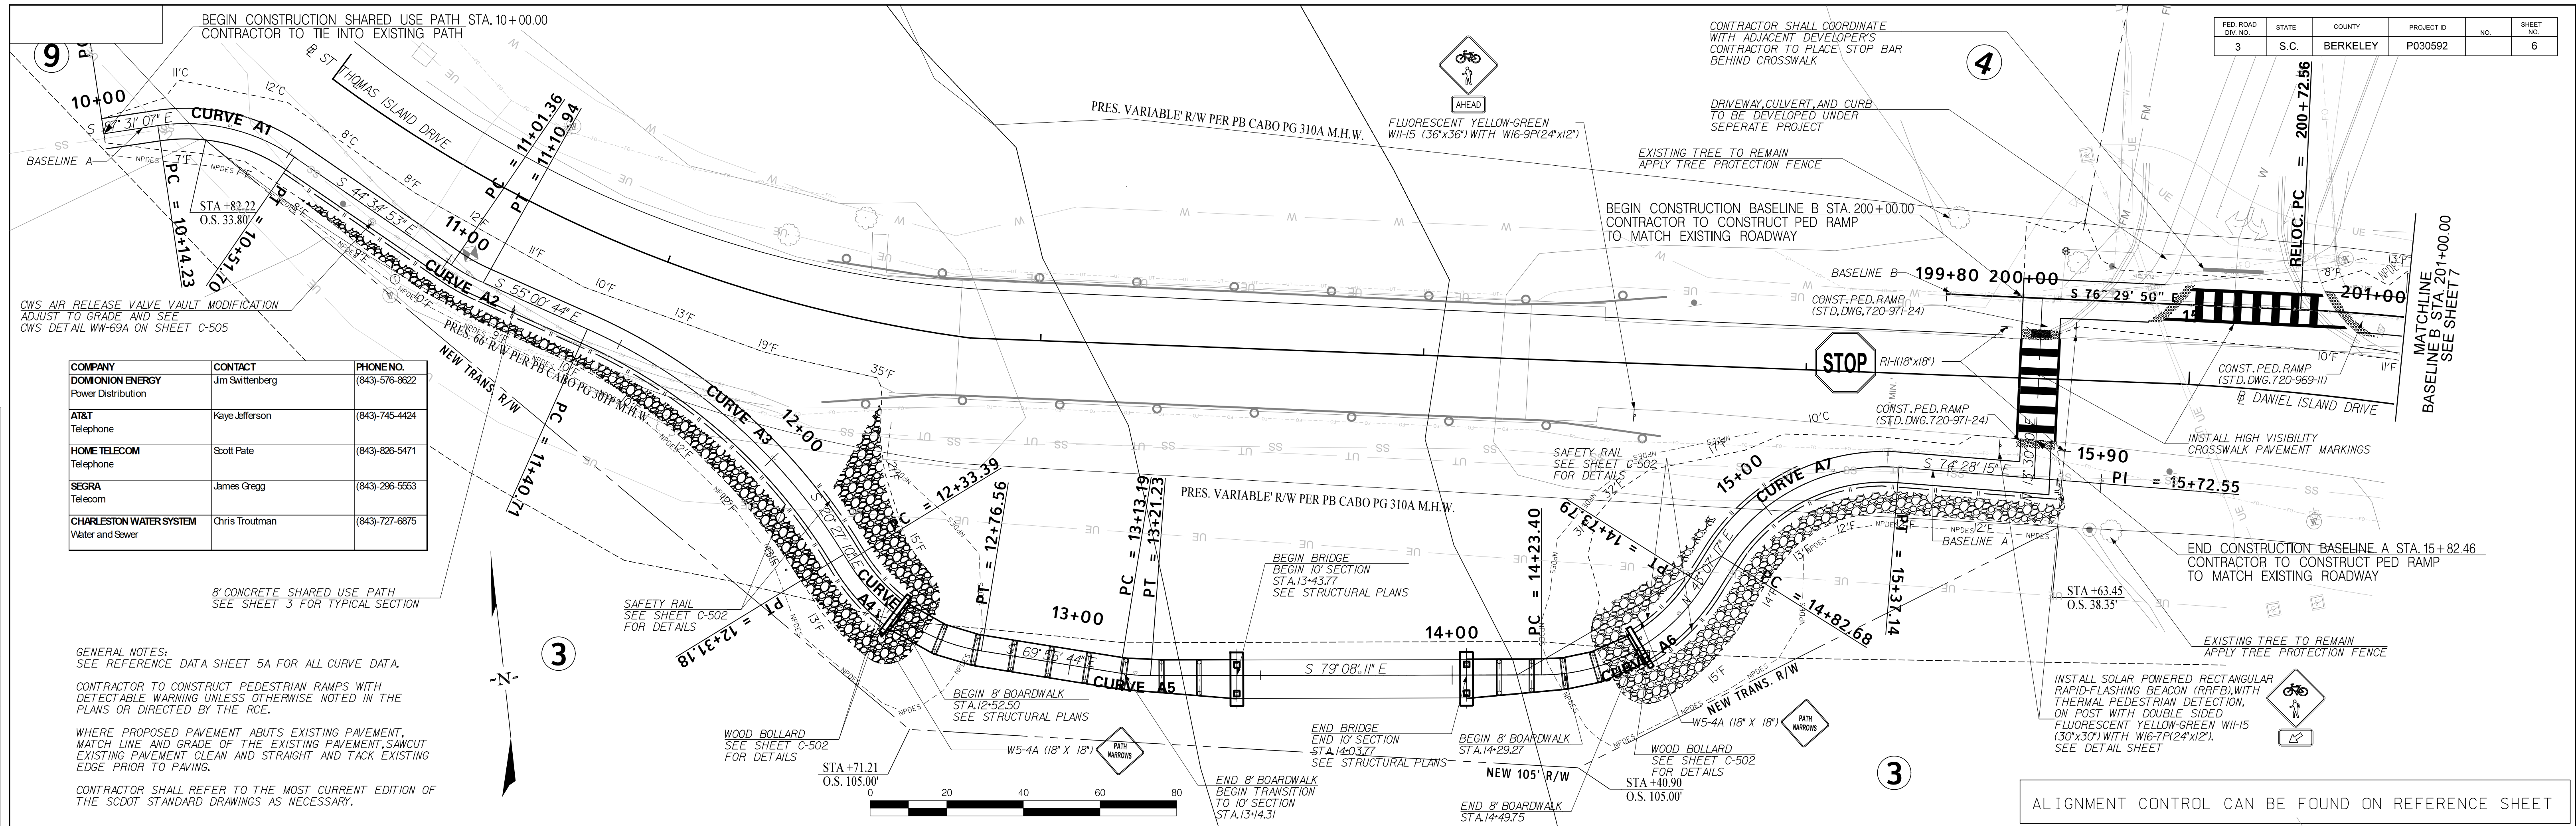 BEGIN CONSTRUCTION SHARED USE PATH STA. 10+00.00
CONTRACTOR TO TIE INTO EXISTING PATH
9
10+00
S 87° 31' 07" E
CURVE A1
BASELINE A
11'C
12'C
8'C
8'F
12'F
11'F
10'F
13'F
19'F
35'F
℄ ST THOMAS ISLAND DRIVE
PC = 10+14.23
PT = 10+51.70
STA +82.22
O.S. 33.80'
S 44° 34' 53" E
11+00
PC = 11+01.36
PT = 11+10.94
CURVE A2
S 55° 00' 44" E
CWS AIR RELEASE VALVE VAULT MODIFICATION
ADJUST TO GRADE AND SEE
CWS DETAIL WW-69A ON SHEET C-505
PRES. 66' R/W PER PB CABO PG 301P M.H.W.
NEW TRANS. R/W
PC = 11+40.71
CURVE A3
12+00
COMPANY CONTACT PHONE NO.
DOMIONION ENERGY Jim Swittenberg (843)-576-8622
Power Distribution
AT&T Kaye Jefferson (843)-745-4424
Telephone
HOME TELECOM Scott Pate (843)-826-5471
Telephone
SEGRA James Gregg (843)-296-5553
Telecom
CHARLESTON WATER SYSTEM Chris Troutman (843)-727-6875
Water and Sewer
8' CONCRETE SHARED USE PATH
SEE SHEET 3 FOR TYPICAL SECTION
GENERAL NOTES:
SEE REFERENCE DATA SHEET 5A FOR ALL CURVE DATA.
CONTRACTOR TO CONSTRUCT PEDESTRIAN RAMPS WITH
DETECTABLE WARNING UNLESS OTHERWISE NOTED IN THE
PLANS OR DIRECTED BY THE RCE.
WHERE PROPOSED PAVEMENT ABUTS EXISTING PAVEMENT,
MATCH LINE AND GRADE OF THE EXISTING PAVEMENT,SAWCUT
EXISTING PAVEMENT CLEAN AND STRAIGHT AND TACK EXISTING
EDGE PRIOR TO PAVING.
CONTRACTOR SHALL REFER TO THE MOST CURRENT EDITION OF
THE SCDOT STANDARD DRAWINGS AS NECESSARY.
-N-
3
SAFETY RAIL
SEE SHEET C-502
FOR DETAILS
PT = 12+31.18
S 20° 27' 10" E
PC = 12+33.39
CURVE A4
PT = 12+76.56
WOOD BOLLARD
SEE SHEET C-502
FOR DETAILS
STA +71.21
O.S. 105.00'
S 69° 55' 44" E
13+00
BEGIN 8' BOARDWALK
STA.12+52.50
SEE STRUCTURAL PLANS
W5-4A (18" X 18")
PATH
NARROWS
PC = 13+13.19
PT = 13+21.23
CURVE A5
0 20 40 60 80
END 8' BOARDWALK
BEGIN TRANSITION
TO 10' SECTION
STA.13+14.31
BEGIN BRIDGE
BEGIN 10' SECTION
STA.13+43.77
SEE STRUCTURAL PLANS
S 79° 08' 11" E
14+00
END BRIDGE
END 10' SECTION
STA.14+03.77
SEE STRUCTURAL PLANS
PRES. VARIABLE' R/W PER PB CABO PG 310A M.H.W.
PRES. VARIABLE' R/W PER PB CABO PG 310A M.H.W.
AHEAD
FLUORESCENT YELLOW-GREEN
W11-15 (36"x36") WITH W16-9P(24"x12")
PC = 14+23.40
BEGIN 8' BOARDWALK
STA.14+29.27
NEW 105' R/W
END 8' BOARDWALK
STA.14+49.75
STA +40.90
O.S. 105.00'
SAFETY RAIL
SEE SHEET C-502
FOR DETAILS
PT = 14+73.79
CURVE A6
PC = 14+82.68
W5-4A (18" X 18")
PATH
NARROWS
WOOD BOLLARD
SEE SHEET C-502
FOR DETAILS
NEW TRANS. R/W
15+00
CURVE A7
S 74° 28' 15" E
PT = 15+37.14
BASELINE A
3
CONTRACTOR SHALL COORDINATE
WITH ADJACENT DEVELOPER'S
CONTRACTOR TO PLACE STOP BAR
BEHIND CROSSWALK
4
DRIVEWAY,CULVERT,AND CURB
TO BE DEVELOPED UNDER
SEPERATE PROJECT
EXISTING TREE TO REMAIN
APPLY TREE PROTECTION FENCE
BEGIN CONSTRUCTION BASELINE B STA. 200+00.00
CONTRACTOR TO CONSTRUCT PED RAMP
TO MATCH EXISTING ROADWAY
BASELINE B
199+80 200+00
CONST.PED.RAMP
(STD.DWG.720-971-24)
STOP
R1-1(18"x18")
CONST.PED.RAMP
(STD.DWG.720-971-24)
10'C
S 76° 29' 50" E
RELOC. PC = 200+72.56
201+00
MATCHLINE
BASELINE B STA. 201+00.00
SEE SHEET 7
CONST.PED.RAMP
(STD.DWG.720-969-11)
℄ DANIEL ISLAND DRIVE
INSTALL HIGH VISIBILITY
CROSSWALK PAVEMENT MARKINGS
15+90
PI = 15+72.55
END CONSTRUCTION BASELINE A STA. 15+82.46
CONTRACTOR TO CONSTRUCT PED RAMP
TO MATCH EXISTING ROADWAY
STA +63.45
O.S. 38.35'
EXISTING TREE TO REMAIN
APPLY TREE PROTECTION FENCE
INSTALL SOLAR POWERED RECTANGULAR
RAPID-FLASHING BEACON (RRFB),WITH
THERMAL PEDESTRIAN DETECTION,
ON POST WITH DOUBLE SIDED
FLUORESCENT YELLOW-GREEN W11-15
(30"x30") WITH W16-7P(24"x12").
SEE DETAIL SHEET
FED. ROAD DIV. NO. STATE COUNTY PROJECT ID NO. SHEET NO.
3 S.C. BERKELEY P030592 6
ALIGNMENT CONTROL CAN BE FOUND ON REFERENCE SHEET